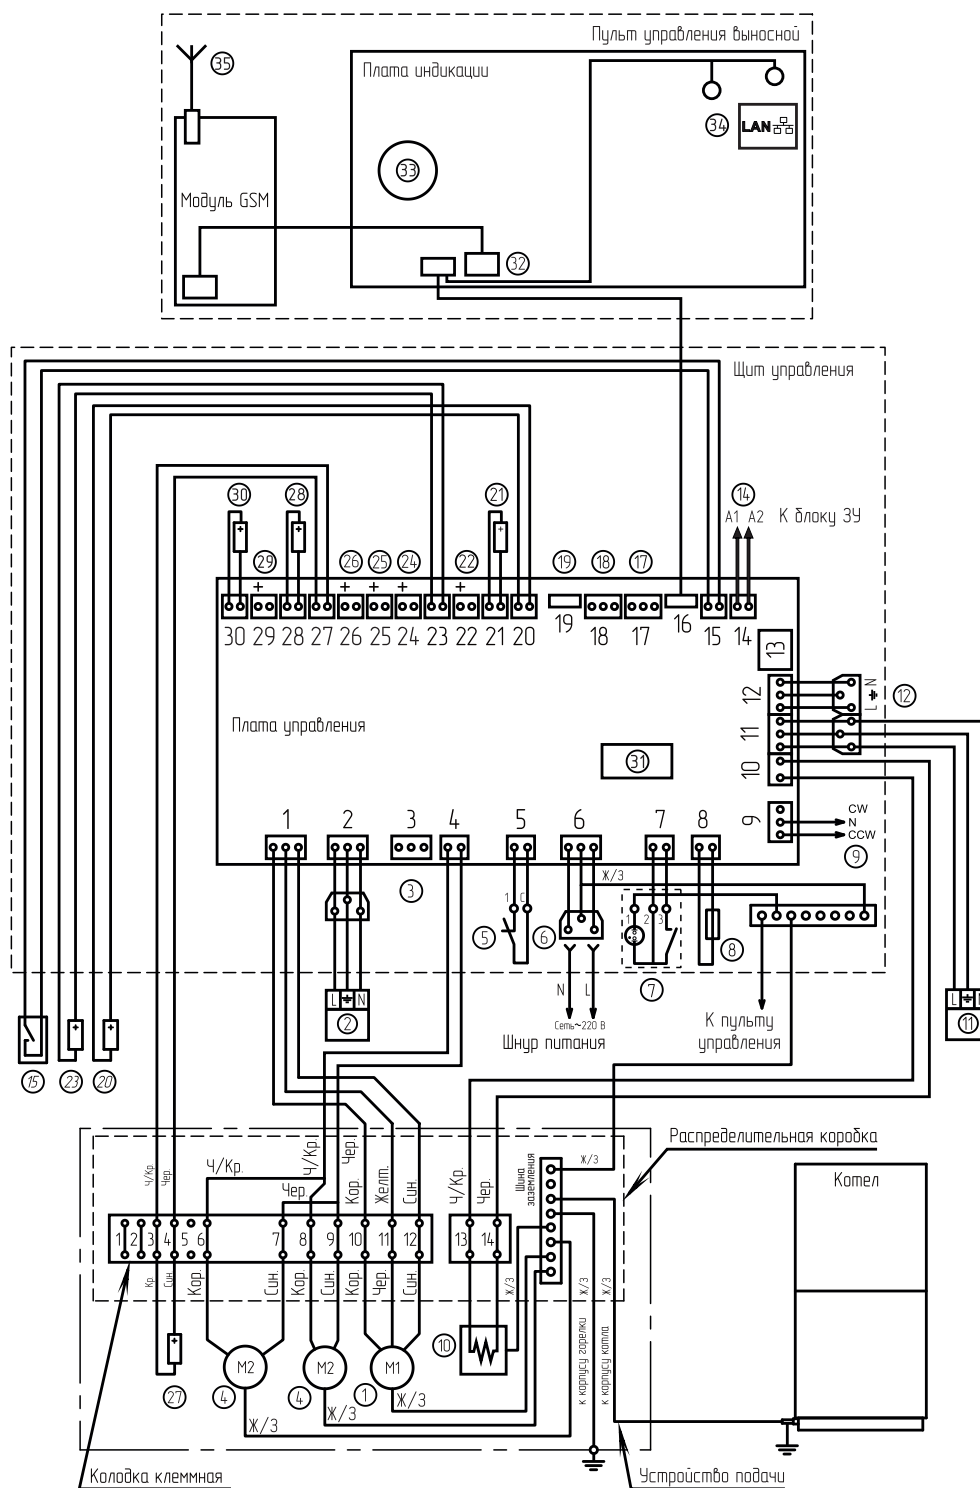 Пульт управления выносной
35
Плата индикации
34
LAN
33
Модуль GSM
32
Щит управления
30
28
21
14
A1 A2
К блоку ЗУ
29
26
25
24
22
19
18
17
+ + + + +
30 29 28 27 26 25 24 23 22 21 20 19 18 17 16 15 14
13
12
L N
12
Плата управления
11
31
10
1 2 3 4 5 6 7 8
9
CW
N
CCW
9
Ж/З
3
1 C
5
6
1 2 3
8
7
L N
2
N L
Сеть~220 В
Шнур питания
К пульту
управления
L
11
15
23
20
Распределительная коробка
Ч/Кр.
Чер.
Ч/Кр.
Чер.
Ч/Кр.
Чер.
Кор.
Желт.
Син.
Ч/Кр.
Чер.
Шина
заземления
Ж/З
Котел
1 2 3 4 5 6 7 8 9 10 11 12 13 14
Кр.
Син.
Кор.
Син.
Кор.
Син.
Кор.
Чер.
Син.
Ж/З
Ж/З
Ж/З
10
М2
М2
М1
27
4
4
1
Ж/З
Ж/З
Ж/З
к корпусу горелки
к корпусу котла
Колодка клеммная
Устройство подачи